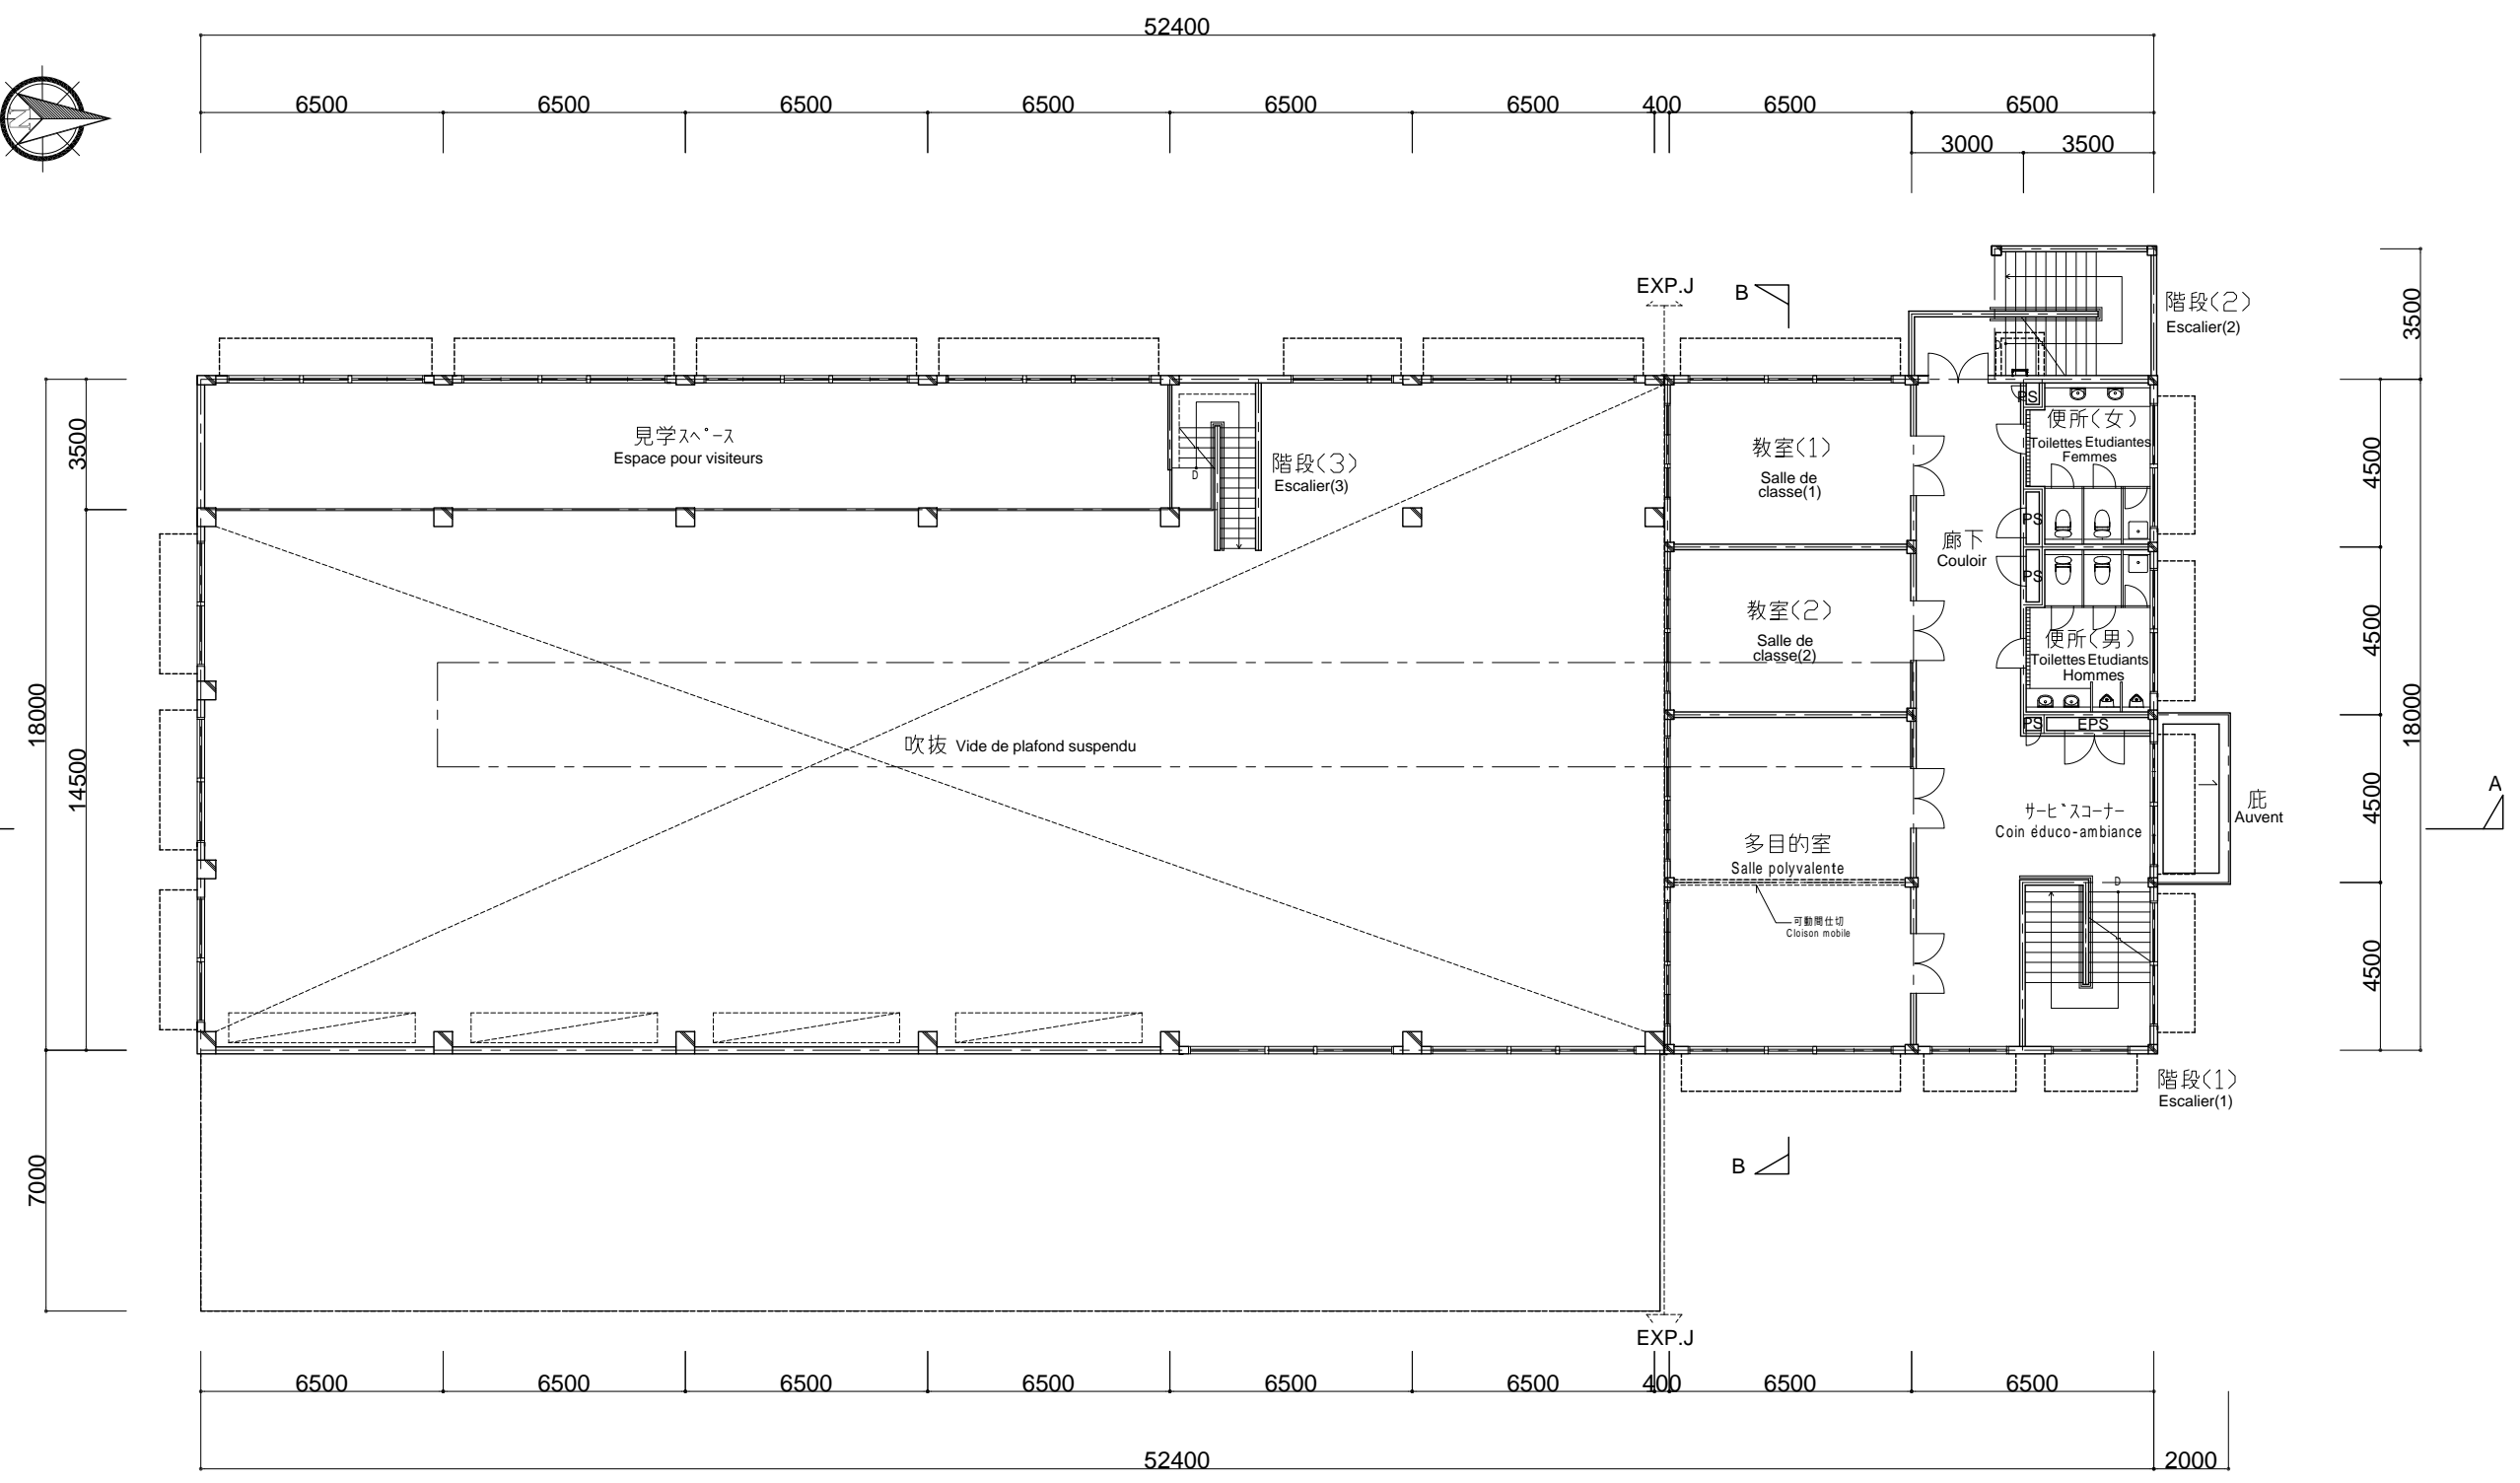 52400
6500 6500 6500 6500 6500 6500 400 6500 6500
3000 3500
N
EXP.J
B
階段(2)
Escalier(2)
3500
3500
見学スペース
Espace pour visiteurs
階段(3)
Escalier(3)
D
D
教室(1)
Salle de
classe(1)
PS
便所(女)
Toilettes Etudiantes
Femmes
4500
PS
廊下
Couloir
PS
教室(2)
Salle de
classe(2)
便所(男)
Toilettes Etudiants
Hommes
4500
18000
18000
PS
EPS
14500
吹抜 Vide de plafond suspendu
サービスコーナー
Coin éduco-ambiance
庇
Auvent
4500
A
多目的室
Salle polyvalente
D
可動間仕切
Cloison mobile
4500
階段(1)
Escalier(1)
7000
B
EXP.J
6500 6500 6500 6500 6500 6500 400 6500 6500
52400 2000